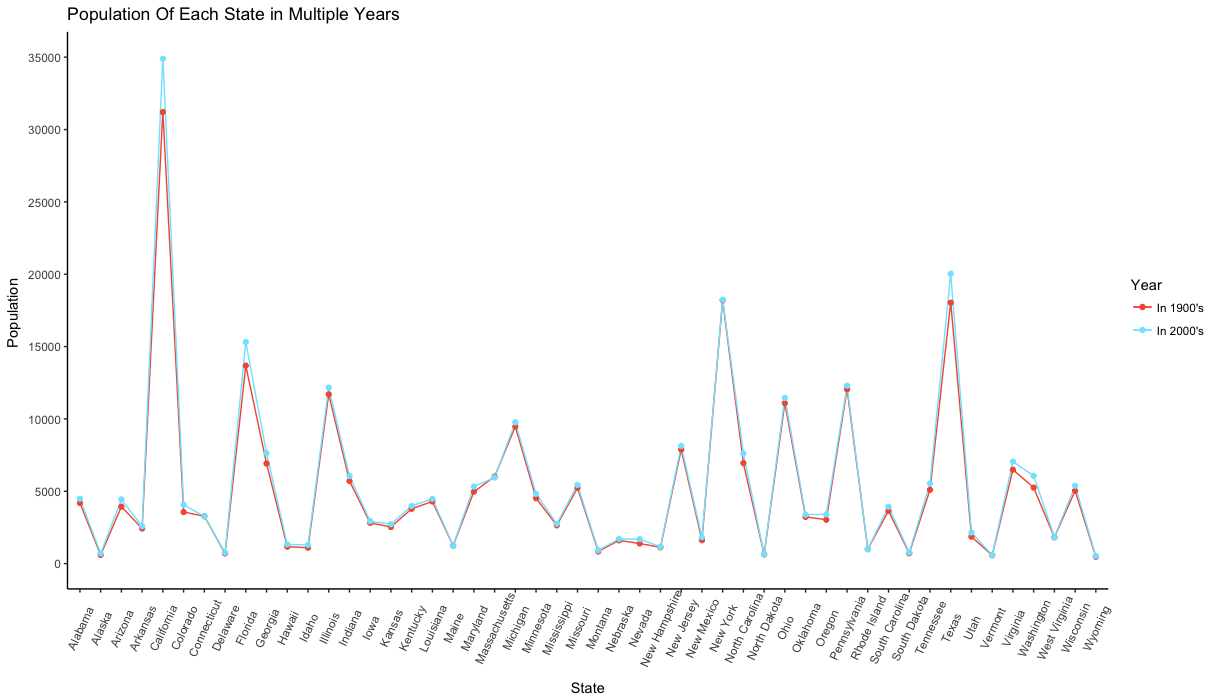 Population Of Each State in Multiple Years
Population
35000
30000
25000
20000
15000
10000
5000
0
Alabama
Alaska
Arizona
Arkansas
California
Colorado
Connecticut
Delaware
Florida
Georgia
Hawaii
Idaho
Illinois
Indiana
Iowa
Kansas
Kentucky
Louisiana
Maine
Maryland
Massachusetts
Michigan
Minnesota
Mississippi
Missouri
Montana
Nebraska
Nevada
New Hampshire
New Jersey
New Mexico
New York
North Carolina
North Dakota
Ohio
Oklahoma
Oregon
Pennsylvania
Rhode Island
South Carolina
South Dakota
Tennessee
Texas
Utah
Vermont
Virginia
Washington
West Virginia
Wisconsin
Wyoming
State
Year
In 1900's
In 2000's